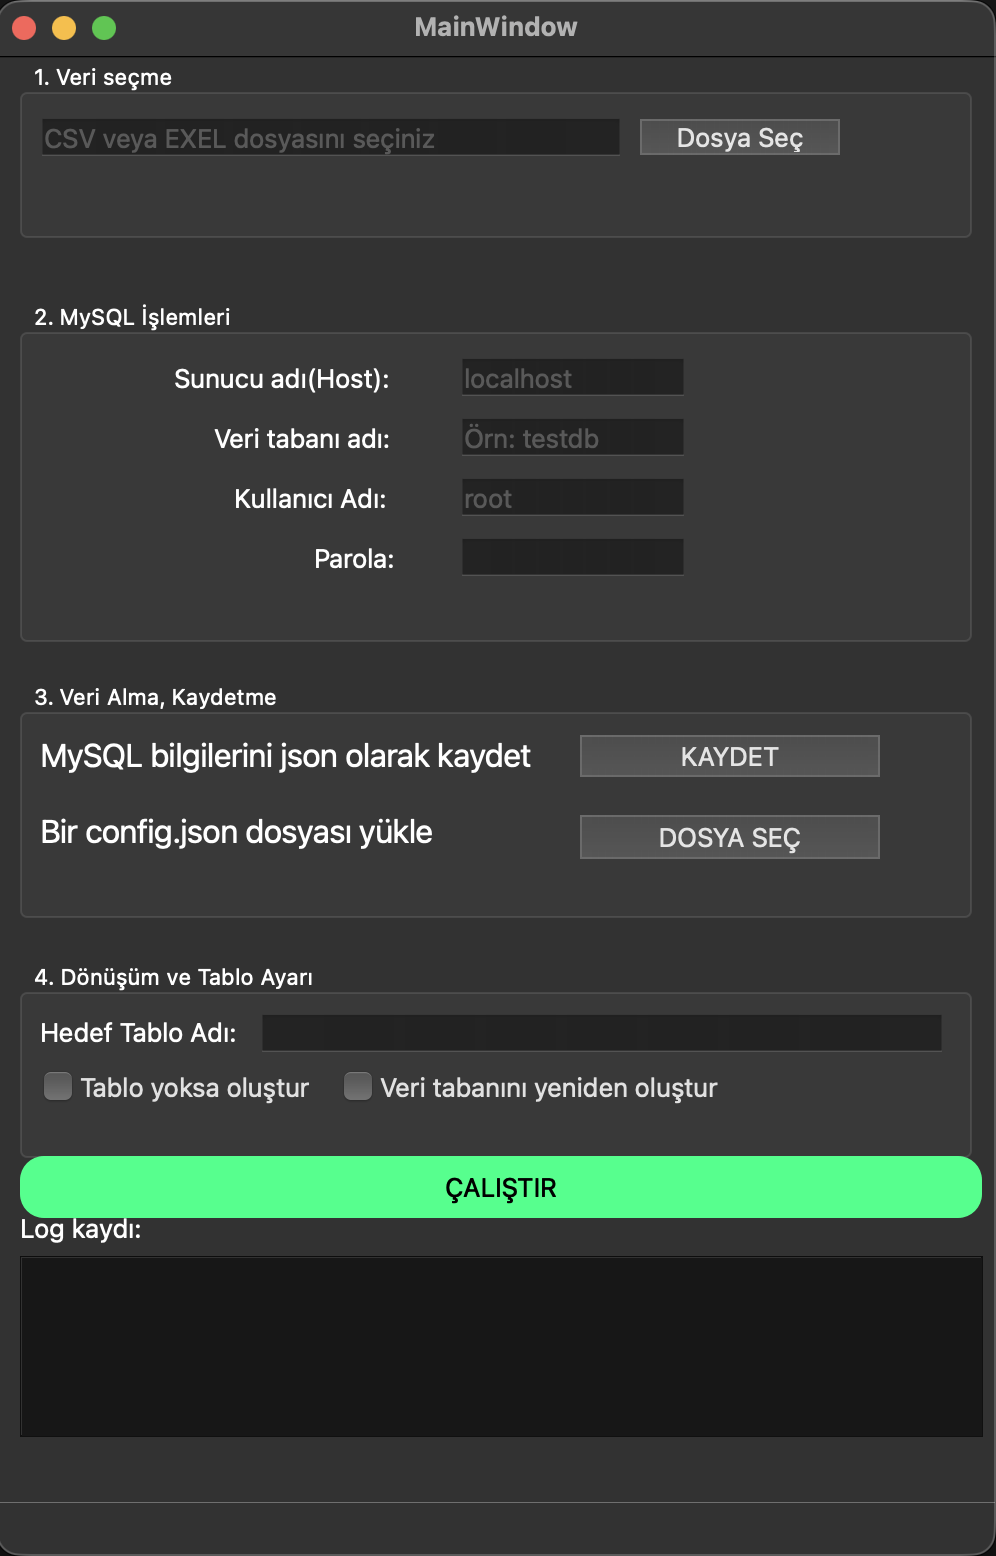 MainWindow
1. Veri seçme
CSV veya EXEL dosyasını seçiniz Dosya Seç
2. MySQL İşlemleri
Sunucu adı(Host): localhost
Veri tabanı adı: Örn: testdb
Kullanıcı Adı: root
Parola:
3. Veri Alma, Kaydetme
MySQL bilgilerini json olarak kaydet KAYDET
Bir config.json dosyası yükle DOSYA SEÇ
4. Dönüşüm ve Tablo Ayarı
Hedef Tablo Adı:
Tablo yoksa oluştur Veri tabanını yeniden oluştur
ÇALIŞTIR
Log kaydı: